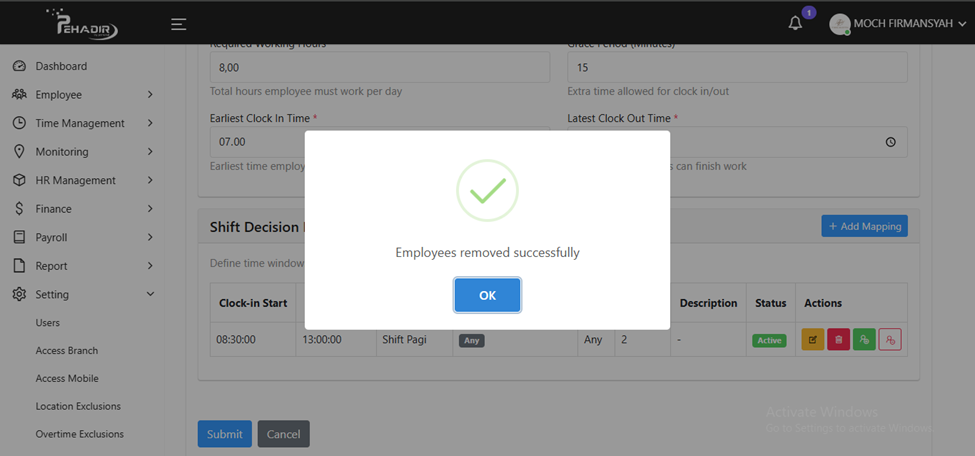 PEHADIR
1
MOCH FIRMANSYAH
Required Working Hours
Grace Period (Minutes)
8,00
15
Total hours employee must work per day
Extra time allowed for clock in/out
Earliest Clock In Time *
Latest Clock Out Time *
07.00
Earliest time employ
s can finish work
Dashboard
Employee
Time Management
Monitoring
HR Management
Finance
Payroll
Report
Setting
Users
Access Branch
Access Mobile
Location Exclusions
Overtime Exclusions
Employees removed successfully
OK
Shift Decision
+ Add Mapping
Define time window
Clock-in Start
Description
Status
Actions
08:30:00
13:00:00
Shift Pagi
Any
Any
2
-
Active
Submit
Cancel
Activate Windows
Go to Settings to activate Windows.